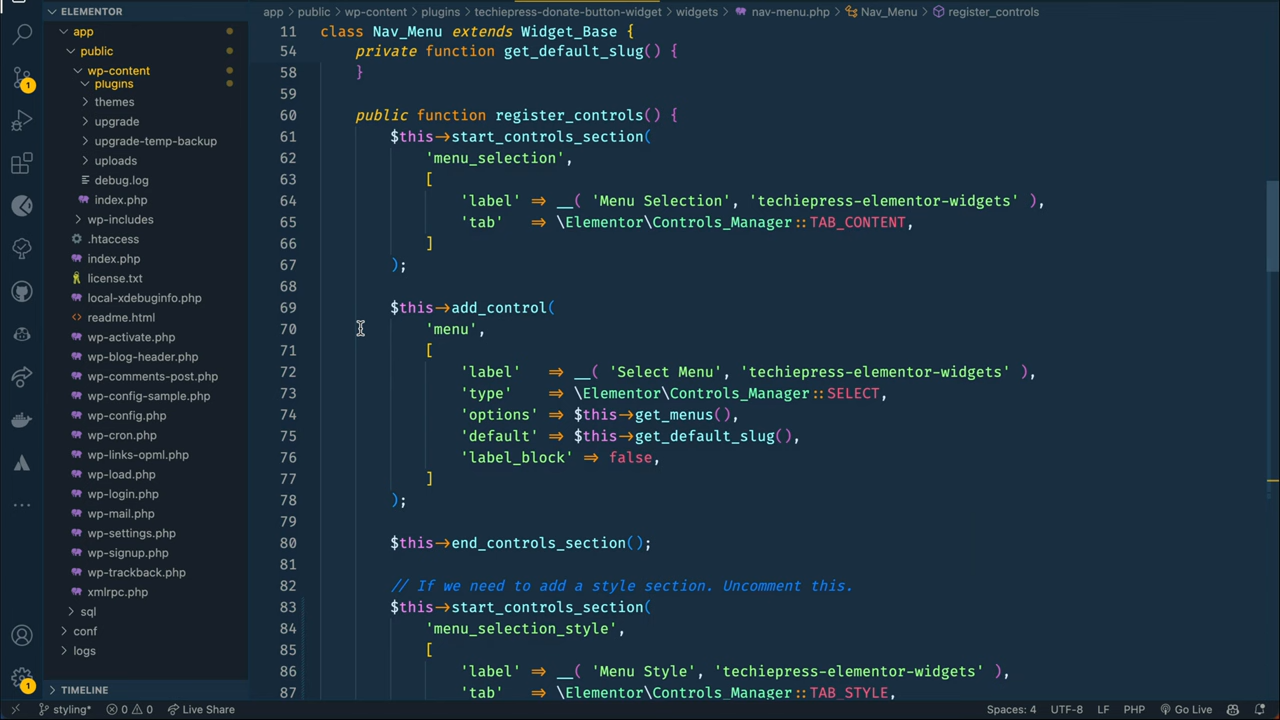 ELEMENTOR
app
public
wp-content
plugins
themes
upgrade
upgrade-temp-backup
uploads
debug.log
index.php
wp-includes
.htaccess
index.php
license.txt
local-xdebuginfo.php
readme.html
wp-activate.php
wp-blog-header.php
wp-comments-post.php
wp-config-sample.php
wp-config.php
wp-cron.php
wp-links-opml.php
wp-load.php
wp-login.php
wp-mail.php
wp-settings.php
wp-signup.php
wp-trackback.php
xmlrpc.php
sql
conf
logs
TIMELINE
1
1
app > public > wp-content > plugins > techiepress-donate-button-widget > widgets > nav-menu.php > Nav_Menu > register_controls
11 class Nav_Menu extends Widget_Base {
54 private function get_default_slug() {
58 }
59
60 public function register_controls() {
61 $this->start_controls_section(
62 'menu_selection',
63 [
64 'label' => __( 'Menu Selection', 'techiepress-elementor-widgets' ),
65 'tab' => \Elementor\Controls_Manager::TAB_CONTENT,
66 ]
67 );
68
69 $this->add_control(
70 'menu',
71 [
72 'label' => __( 'Select Menu', 'techiepress-elementor-widgets' ),
73 'type' => \Elementor\Controls_Manager::SELECT,
74 'options' => $this->get_menus(),
75 'default' => $this->get_default_slug(),
76 'label_block' => false,
77 ]
78 );
79
80 $this->end_controls_section();
81
82 // If we need to add a style section. Uncomment this.
83 $this->start_controls_section(
84 'menu_selection_style',
85 [
86 'label' => __( 'Menu Style', 'techiepress-elementor-widgets' ),
87 'tab' => \Elementor\Controls_Manager::TAB_STYLE,
styling* 0 0 Live Share Spaces: 4 UTF-8 LF PHP Go Live